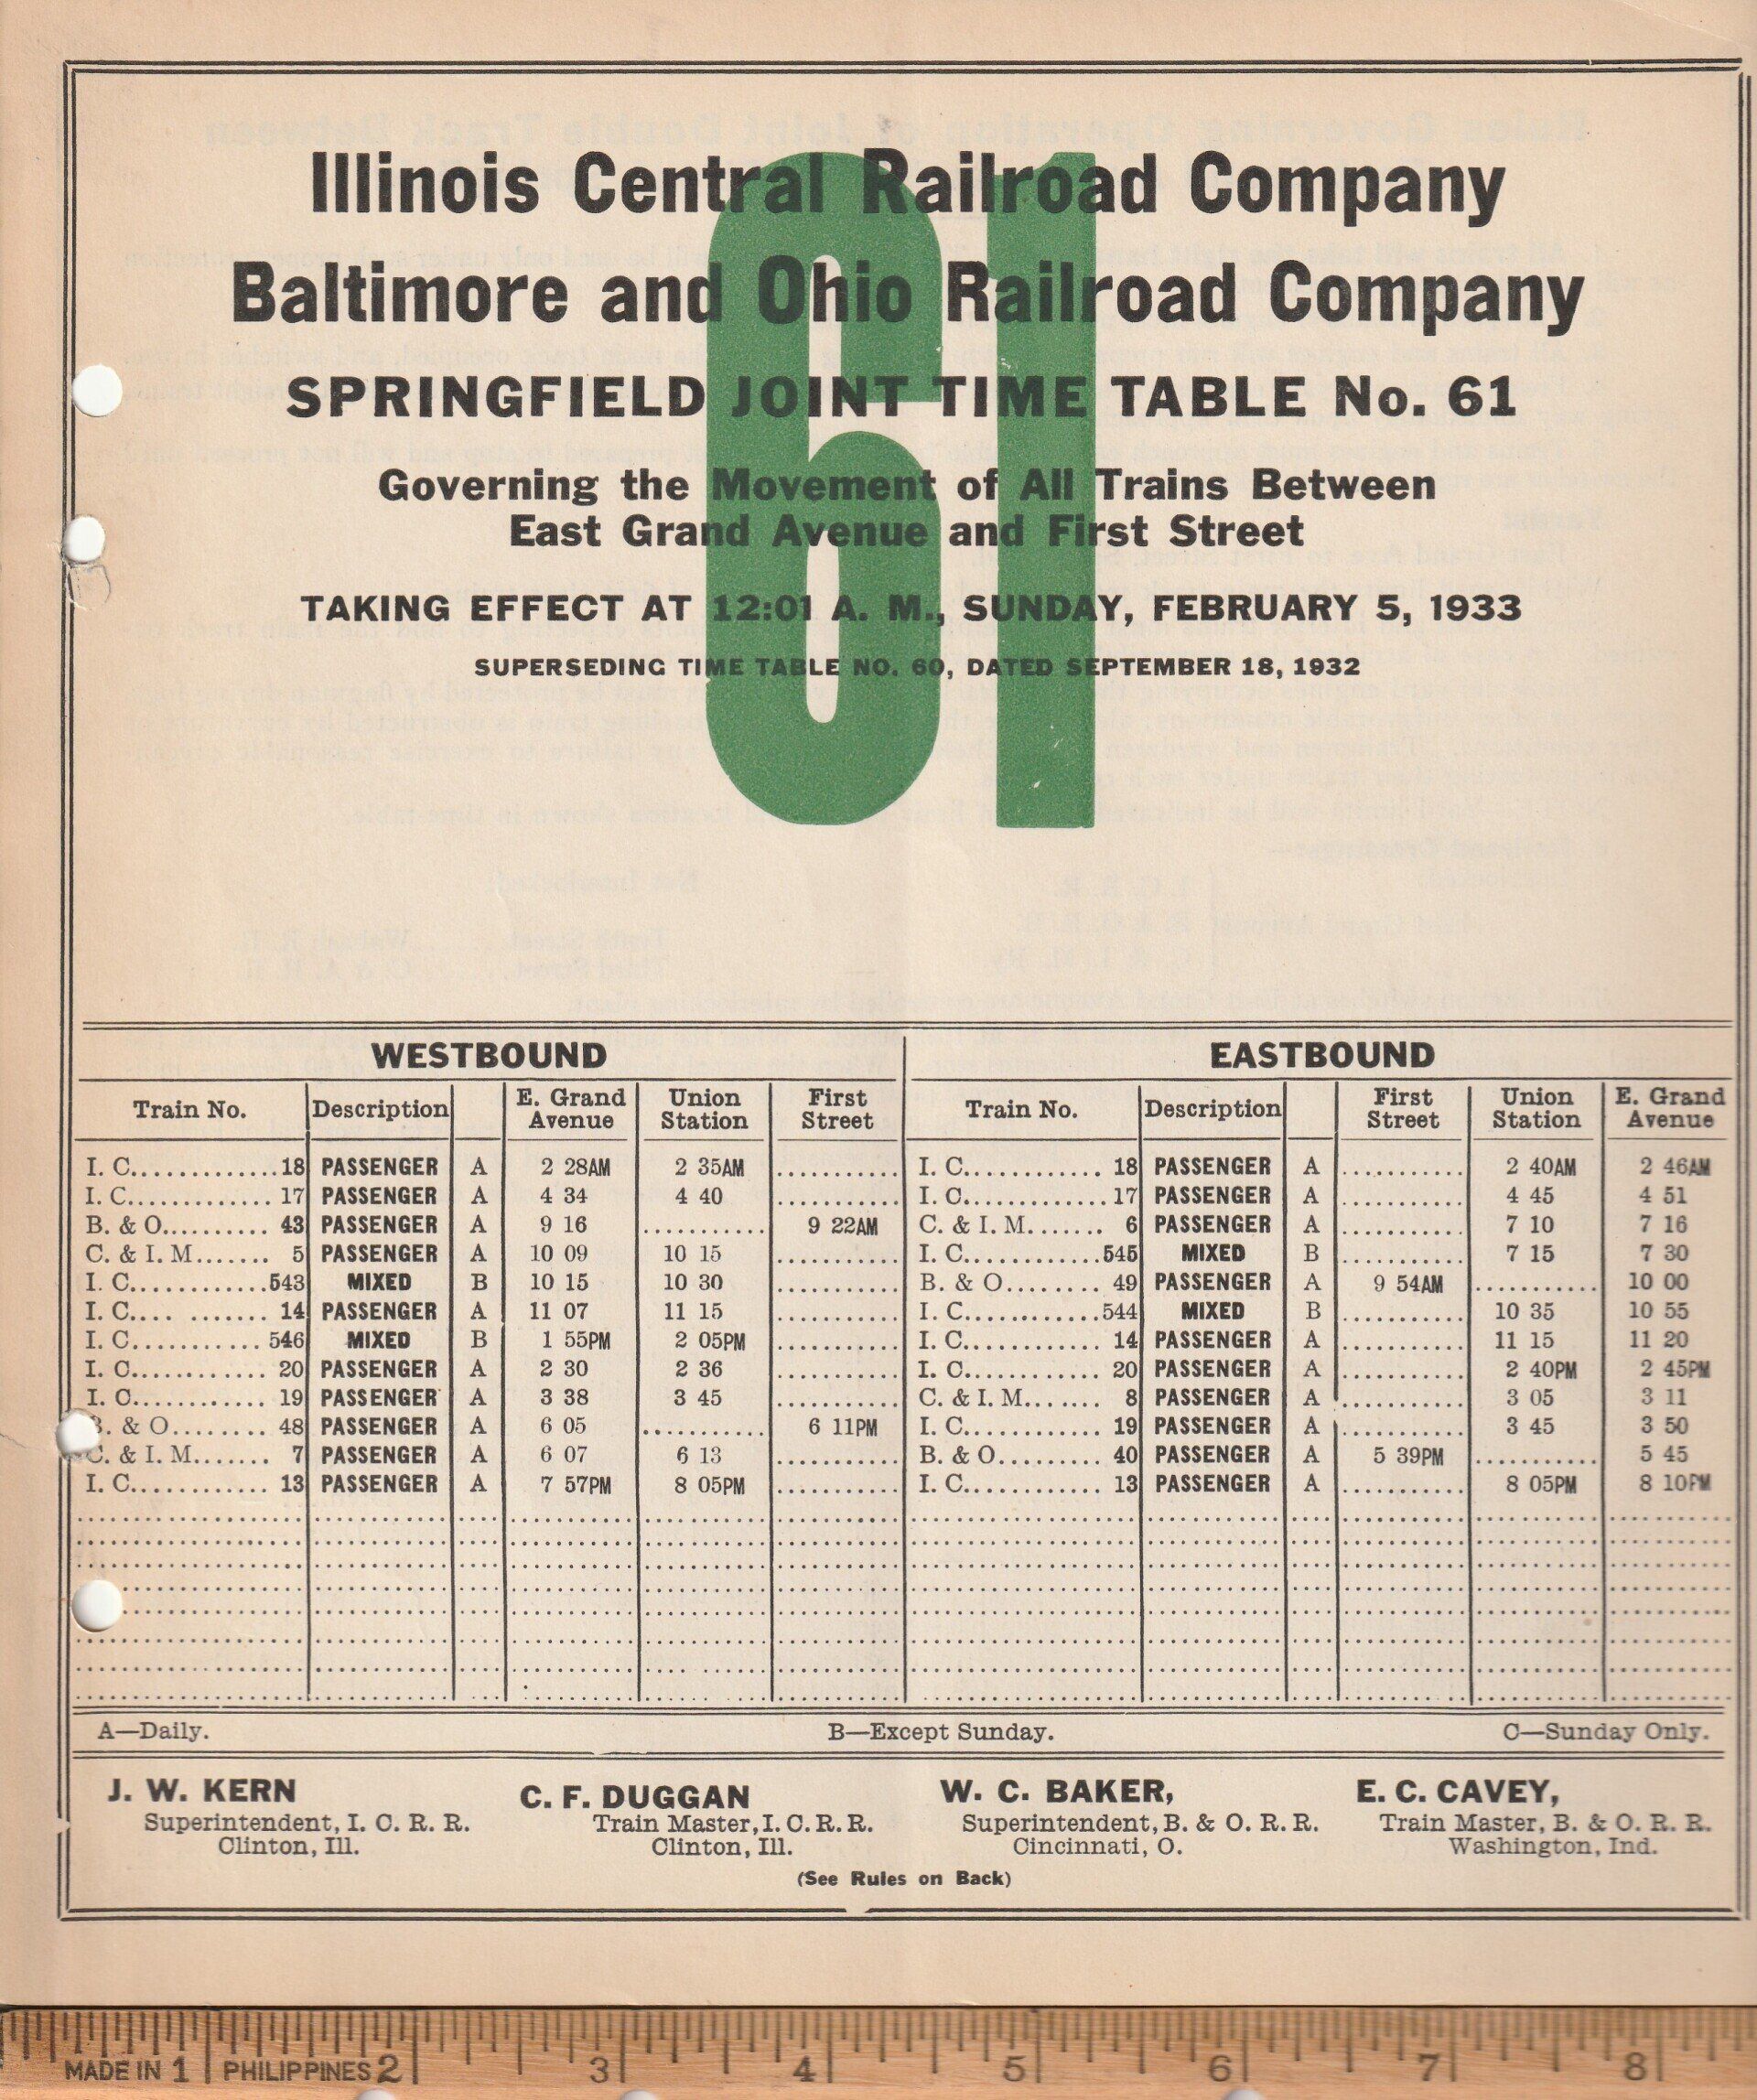 61
Illinois Central Railroad Company
Baltimore and Ohio Railroad Company
SPRINGFIELD JOINT TIME TABLE No. 61
Governing the Movement of All Trains Between
East Grand Avenue and First Street
TAKING EFFECT AT 12:01 A. M., SUNDAY, FEBRUARY 5, 1933
SUPERSEDING TIME TABLE NO. 60, DATED SEPTEMBER 18, 1932
WESTBOUND EASTBOUND
Train No. Description E. Grand Avenue Union Station First Street Train No. Description First Street Union Station E. Grand Avenue
I. C............. 18 PASSENGER A 2 28AM 2 35AM ........... I. C............ 18 PASSENGER A ........... 2 40AM 2 46AM
I. C............. 17 PASSENGER A 4 34 4 40 ........... I. C............. 17 PASSENGER A ........... 4 45 4 51
B. & O.......... 43 PASSENGER A 9 16 ........... 9 22AM C. & I. M....... 6 PASSENGER A ........... 7 10 7 16
C. & I. M....... 5 PASSENGER A 10 09 10 15 ........... I. C............ 545 MIXED B ........... 7 15 7 30
I. C............ 543 MIXED B 10 15 10 30 ........... B. & O......... 49 PASSENGER A 9 54AM ........... 10 00
I. C.... ....... 14 PASSENGER A 11 07 11 15 ........... I. C............ 544 MIXED B ........... 10 35 10 55
I. C............ 546 MIXED B 1 55PM 2 05PM ........... I. C............ 14 PASSENGER A ........... 11 15 11 20
I. C............ 20 PASSENGER A 2 30 2 36 ........... I. C............ 20 PASSENGER A ........... 2 40PM 2 45PM
I. C............ 19 PASSENGER A 3 38 3 45 ........... C. & I. M....... 8 PASSENGER A ........... 3 05 3 11
B. & O........ 48 PASSENGER A 6 05 ........... 6 11PM I. C............ 19 PASSENGER A ........... 3 45 3 50
C. & I. M....... 7 PASSENGER A 6 07 6 13 ........... B. & O......... 40 PASSENGER A 5 39PM ........... 5 45
I. C............ 13 PASSENGER A 7 57PM 8 05PM ........... I. C............ 13 PASSENGER A ........... 8 05PM 8 10PM
A—Daily. B—Except Sunday. C—Sunday Only.
J. W. KERN C. F. DUGGAN W. C. BAKER, E. C. CAVEY,
Superintendent, I. C. R. R. Train Master, I. C. R. R. Superintendent, B. & O. R. R. Train Master, B. & O. R. R.
Clinton, Ill. Clinton, Ill. Cincinnati, O. Washington, Ind.
(See Rules on Back)
MADE IN 1 PHILIPPINES 2 3 4 5 6 7 8